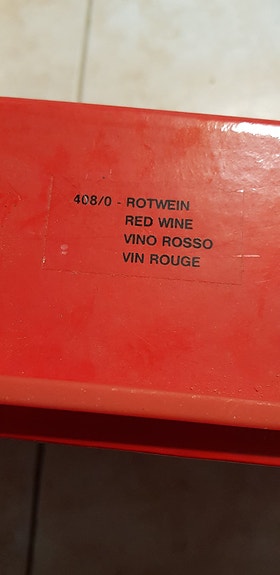 408/0 - ROTWEIN
RED WINE
VINO ROSSO
VIN ROUGE